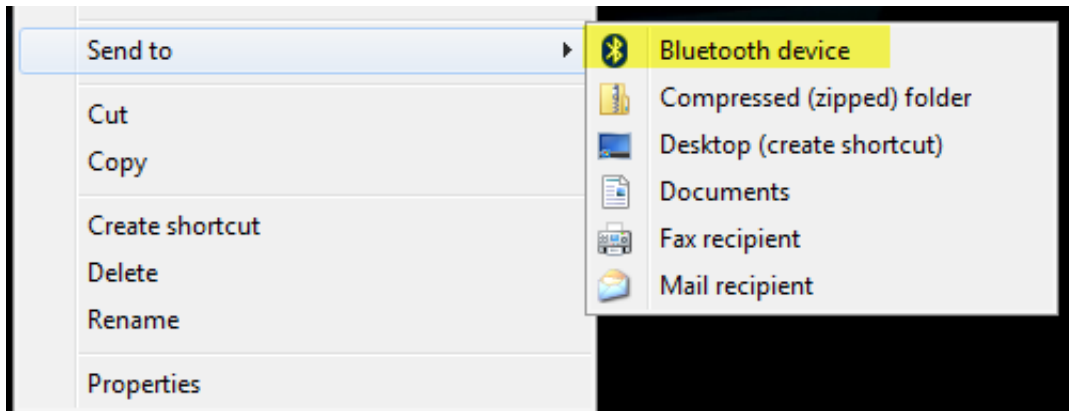 Send to
Cut
Copy
Create shortcut
Delete
Rename
Properties
Bluetooth device
Compressed (zipped) folder
Desktop (create shortcut)
Documents
Fax recipient
Mail recipient